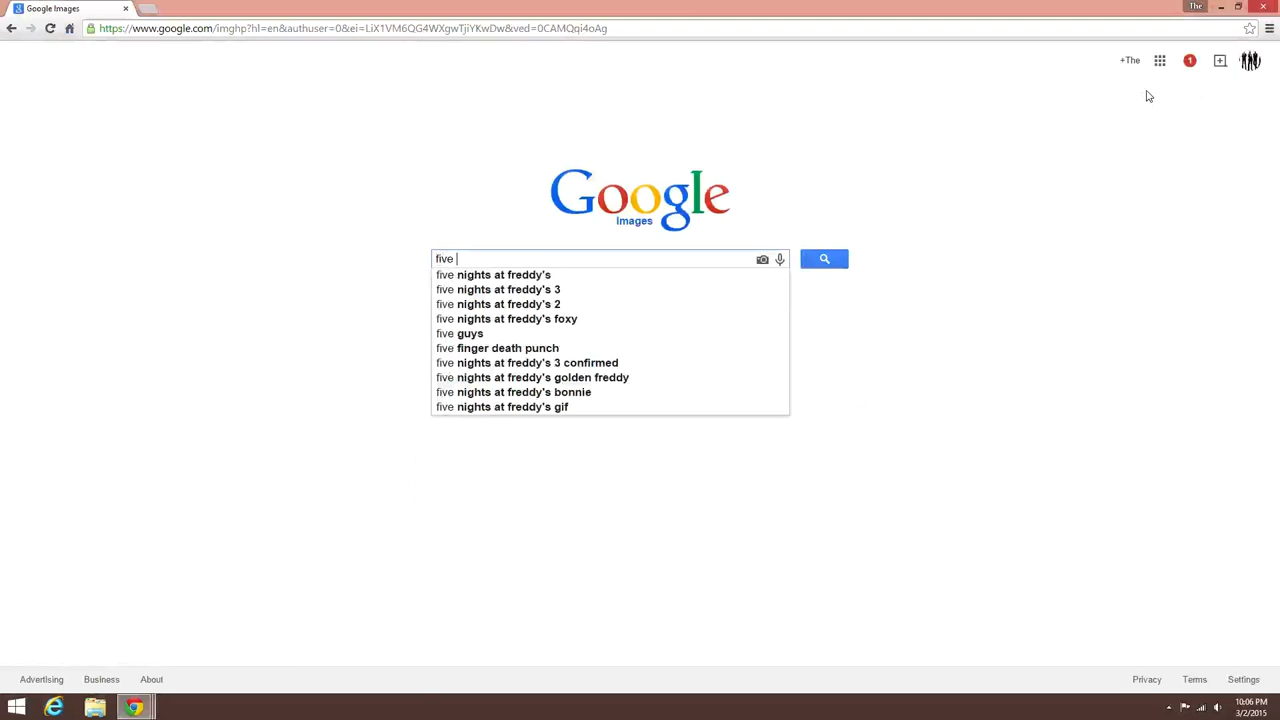 Google Images
The
https://www.google.com/imghp?hl=en&authuser=0&ei=LiX1VM6QG4WXgwTjiYKwDw&ved=0CAMQqi4oAg
+The
1
Google
Images
five
five nights at freddy's
five nights at freddy's 3
five nights at freddy's 2
five nights at freddy's foxy
five guys
five finger death punch
five nights at freddy's 3 confirmed
five nights at freddy's golden freddy
five nights at freddy's bonnie
five nights at freddy's gif
Advertising Business About Privacy Terms Settings
10:06 PM
3/2/2015